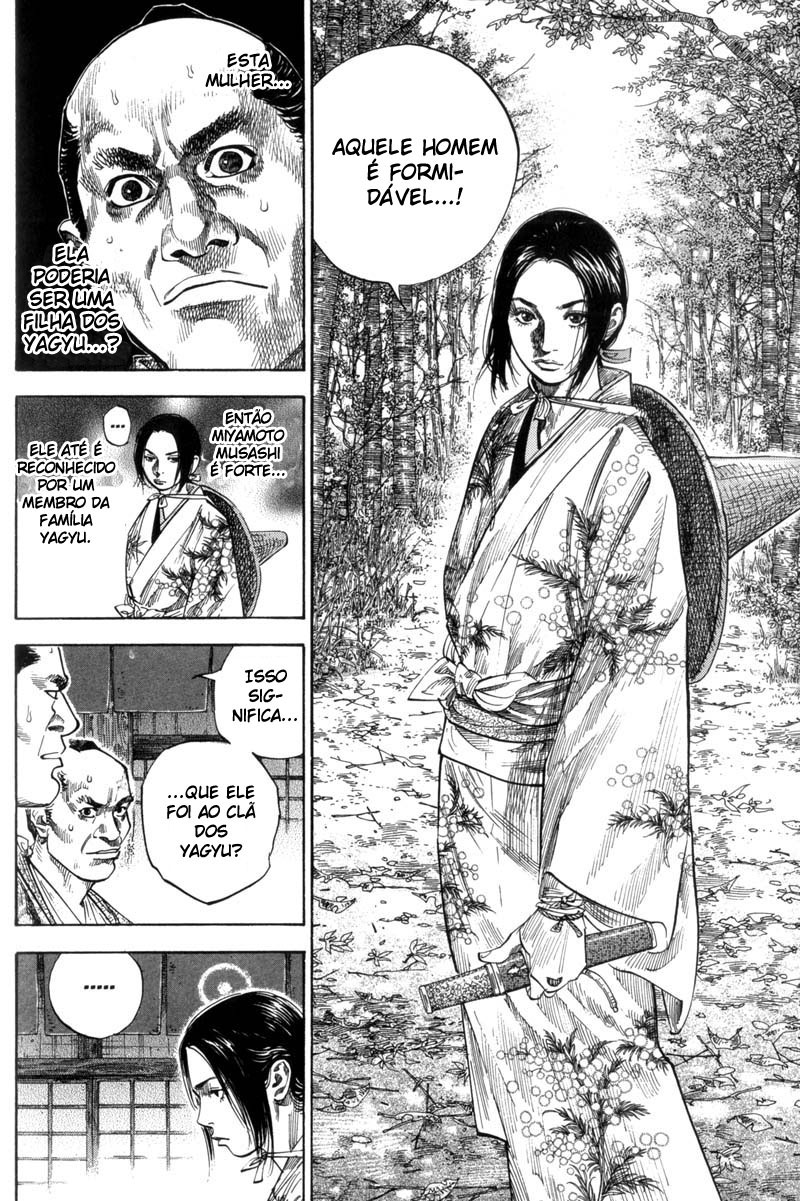 AQUELE HOMEM
É FORMI-
DÁVEL...!
ESTA
MULHER...
ELA
PODERIA
SER UMA
FILHA DOS
YAGYU...?
ENTÃO
MIYAMOTO
MUSASHI
É FORTE...
...
ELE ATÉ É
RECONHECIDO
POR UM
MEMBRO DA
FAMÍLIA
YAGYU.
ISSO
SIG-
NIFICA...
...QUE ELE
FOI AO CLÃ
DOS
YAGYU?
.....